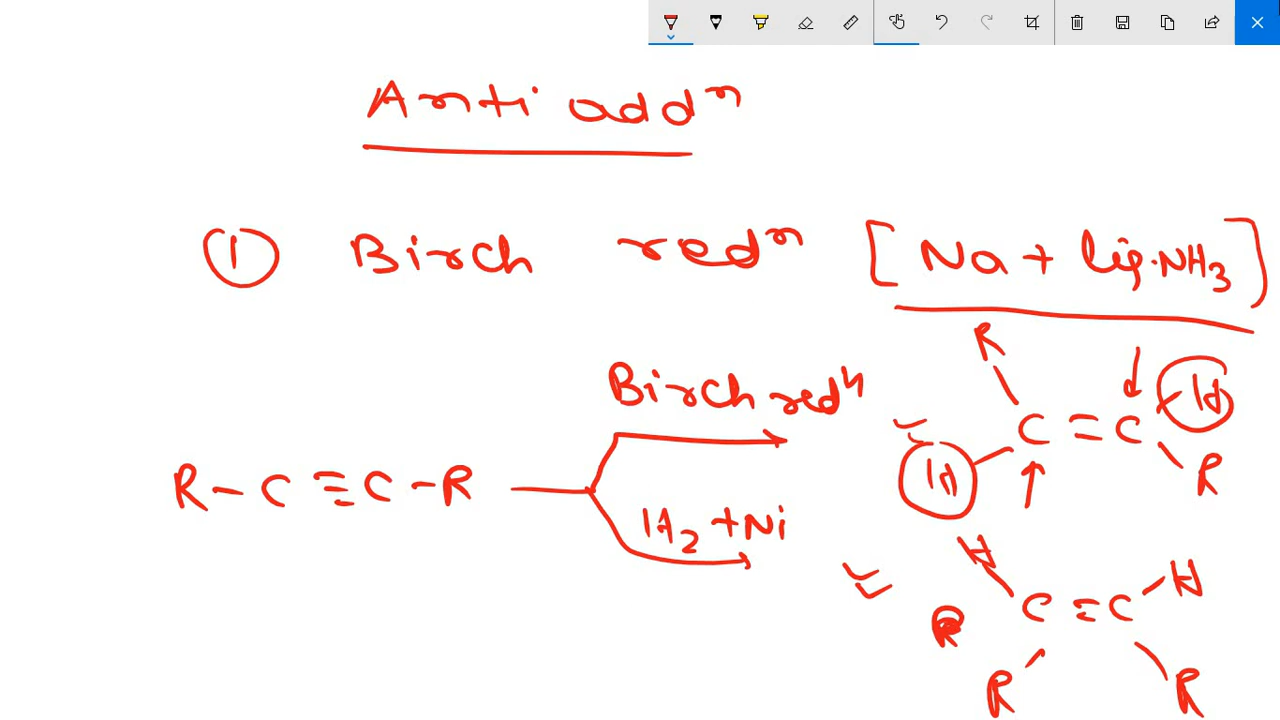 Anti addⁿ
① Birch redⁿ [Na + liq. NH₃]
R
Birch redⁿ
C = C - H
H
R
R - C ≡ C - R
H₂ + Ni
H
C = C - H
R
R
R